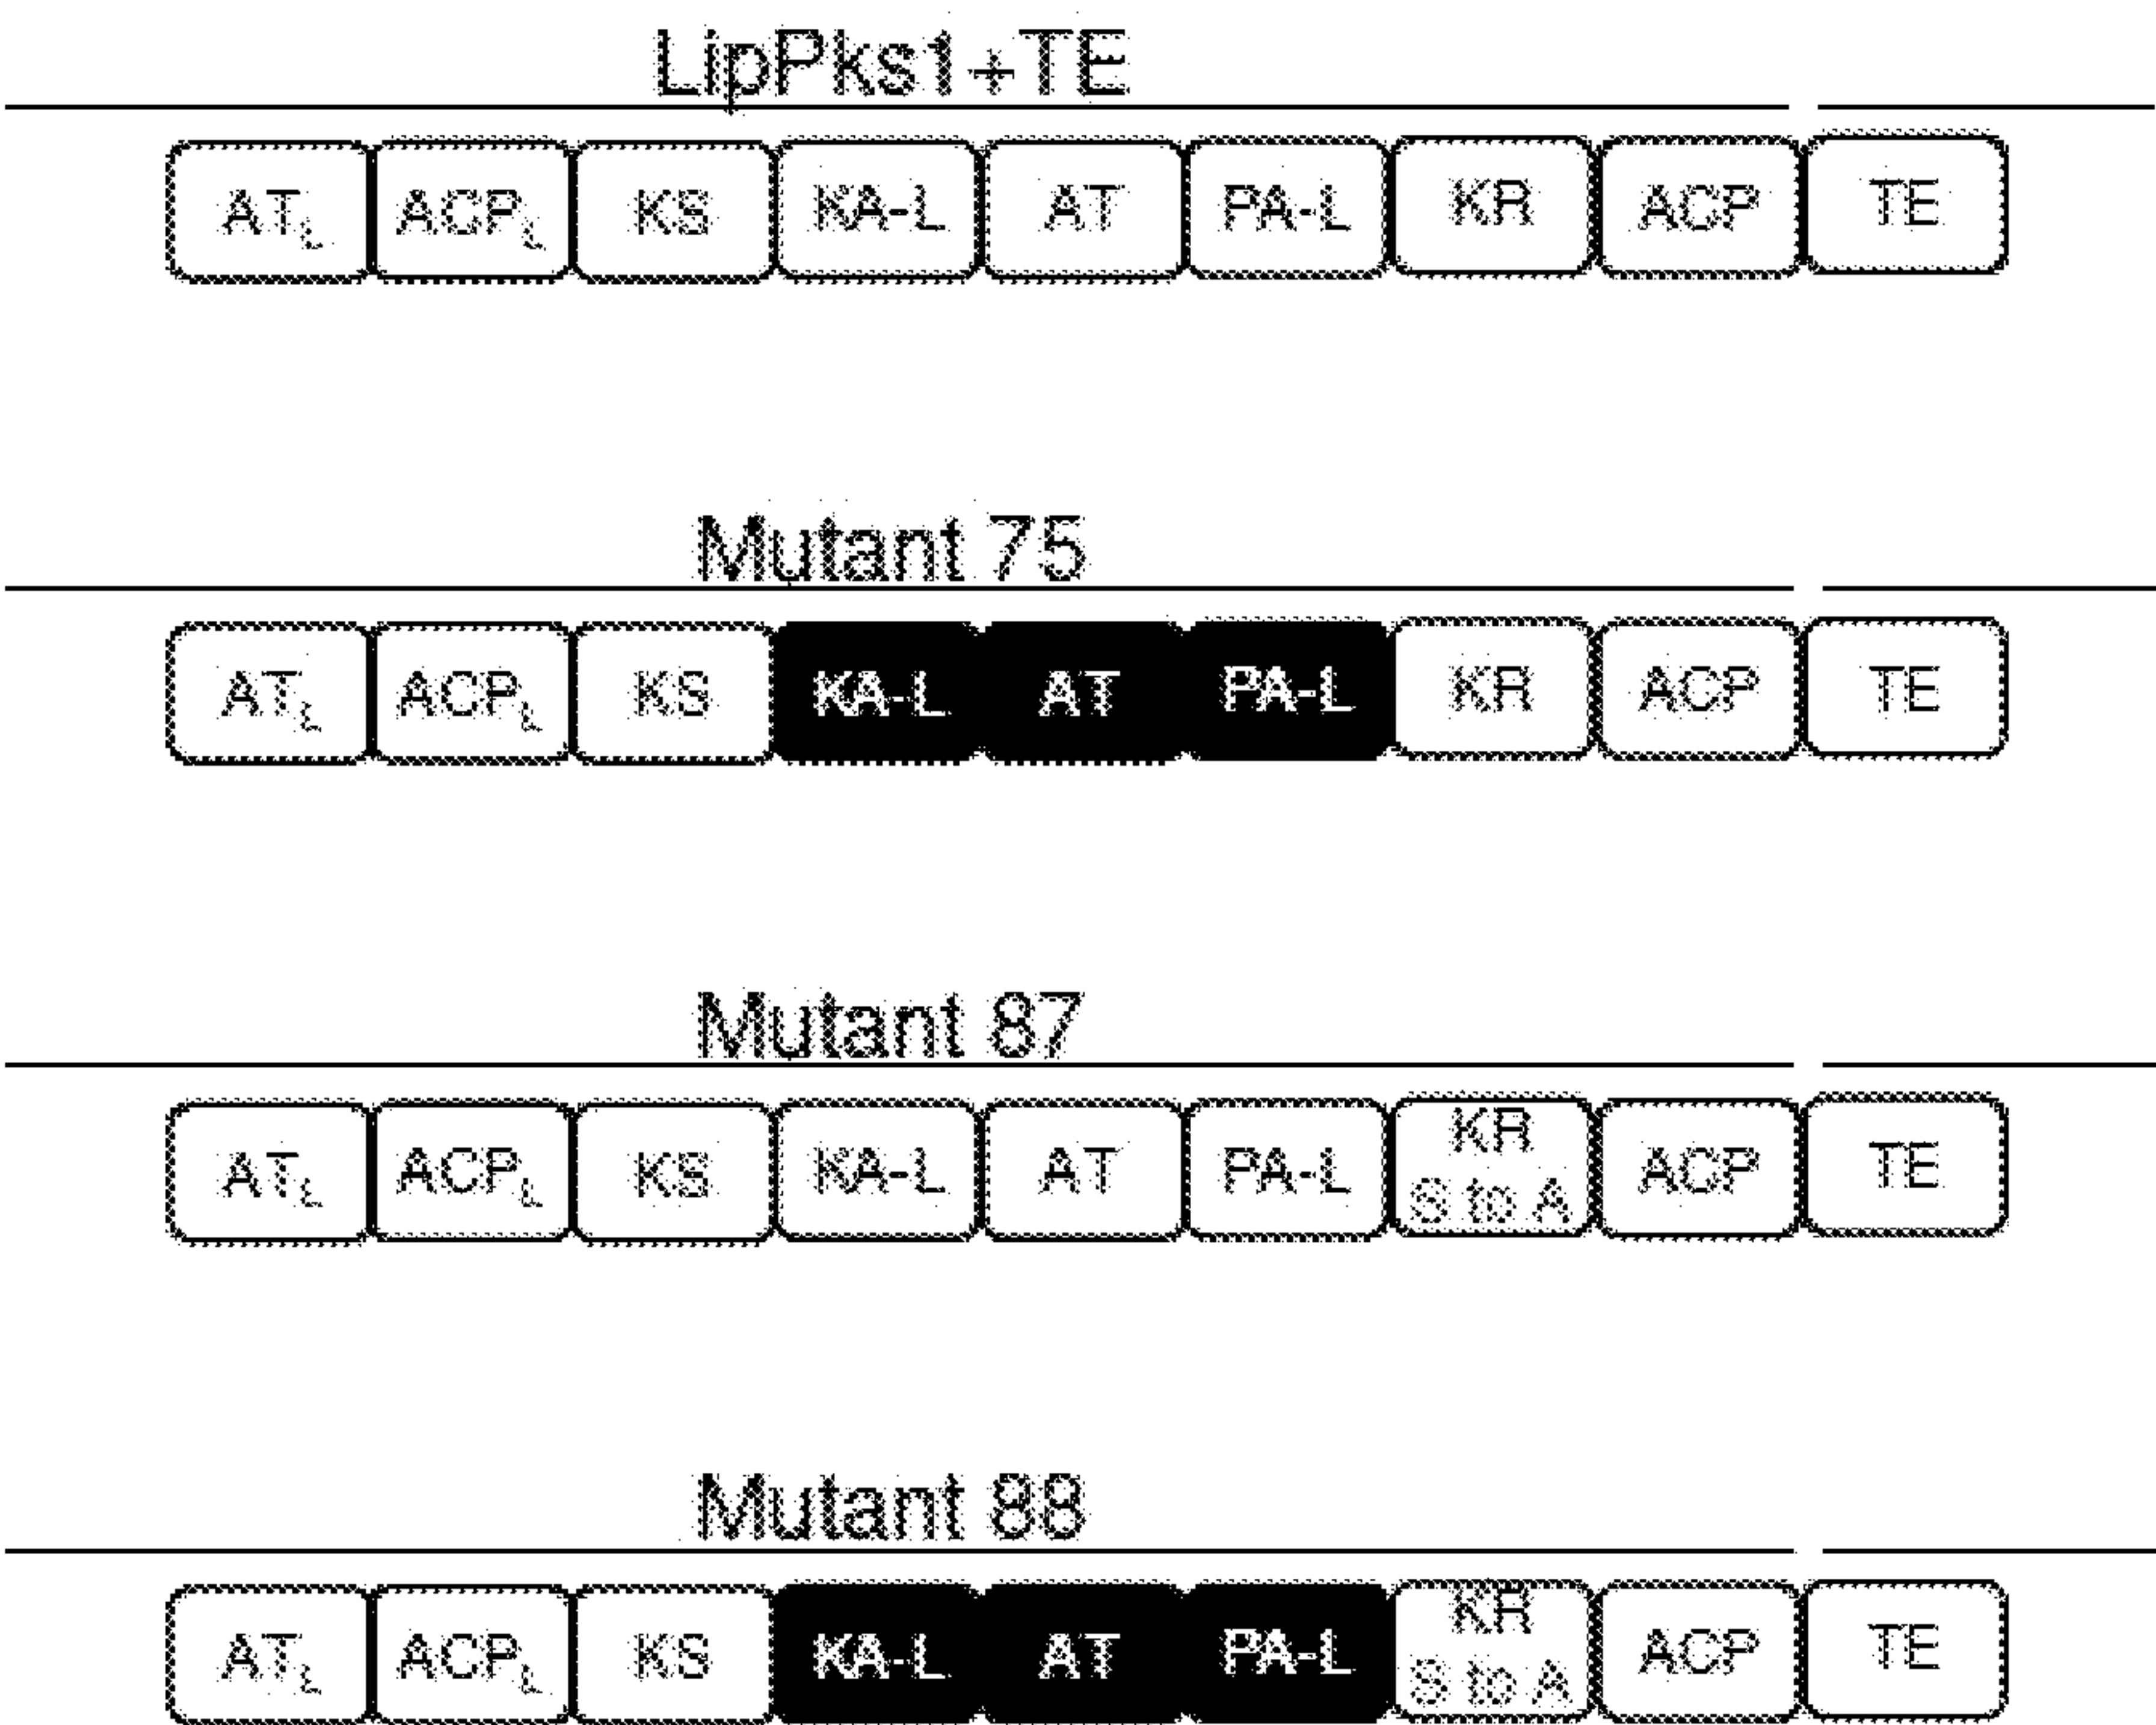 LipPks1+TE
ATL ACPL KS KA-L AT PA-L KR ACP TE
Mutant 75
ATL ACPL KS KA-L AT PA-L KR ACP TE
Mutant 87
ATL ACPL KS KA-L AT PA-L KR S to A ACP TE
Mutant 88
ATL ACPL KS KA-L AT PA-L KR S to A ACP TE